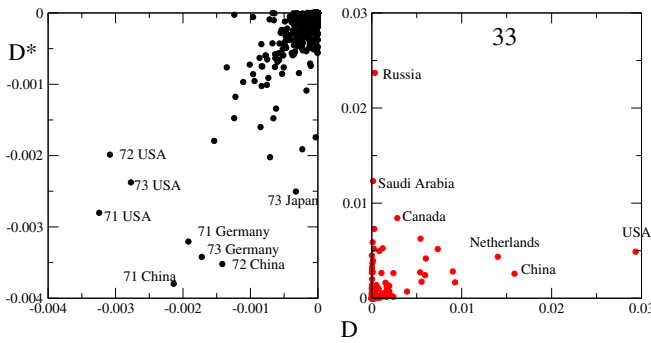 0
0.03
33
D*
Russia
-0.001
0.02
72 USA
-0.002
73 USA
Saudi Arabia
73 Japan
71 USA
0.01
Canada
-0.003
71 Germany
USA
Netherlands
73 Germany
72 China
China
71 China
-0.004
0
-0.004 -0.003 -0.002 -0.001 0
0 0.01 0.02 0.03
D